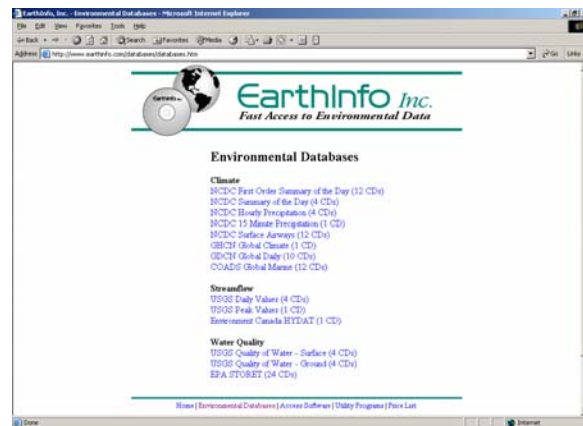 EarthInfo, Inc. - Environmental Databases - Microsoft Internet Explorer
File Edit View Favorites Tools Help
Back Search Favorites Media
Address http://www.earthinfo.com/databases/databases.htm Go Links
EarthInfo Inc.
Fast Access to Environmental Data
Environmental Databases
Climate
NCDC First Order Summary of the Day (12 CDs)
NCDC Summary of the Day (4 CDs)
NCDC Hourly Precipitation (4 CDs)
NCDC 15 Minute Precipitation (1 CD)
NCDC Surface Airways (12 CDs)
GHCN Global Climate (1 CD)
GDCN Global Daily (10 CDs)
COADS Global Marine (12 CDs)
Streamflow
USGS Daily Values (4 CDs)
USGS Peak Values (1 CD)
Environment Canada HYDAT (1 CD)
Water Quality
USGS Quality of Water - Surface (4 CDs)
USGS Quality of Water - Ground (4 CDs)
EPA STORET (24 CDs)
Home | Environmental Databases | Access Software | Utility Programs | Price List
Done Internet